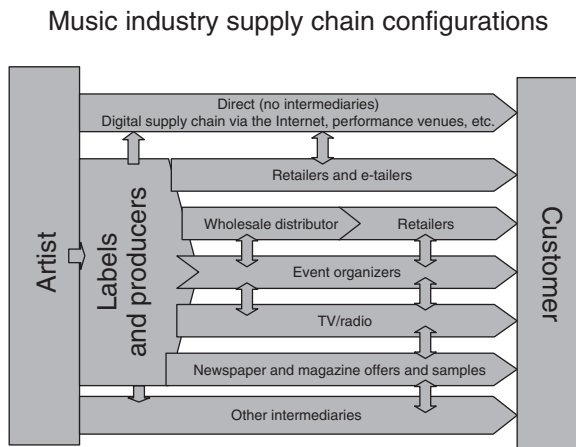 Music industry supply chain configurations
Artist
Labels
and producers
Direct (no intermediaries)
Digital supply chain via the Internet, performance venues, etc.
Retailers and e-tailers
Wholesale distributor
Retailers
Event organizers
TV/radio
Newspaper and magazine offers and samples
Other intermediaries
Customer